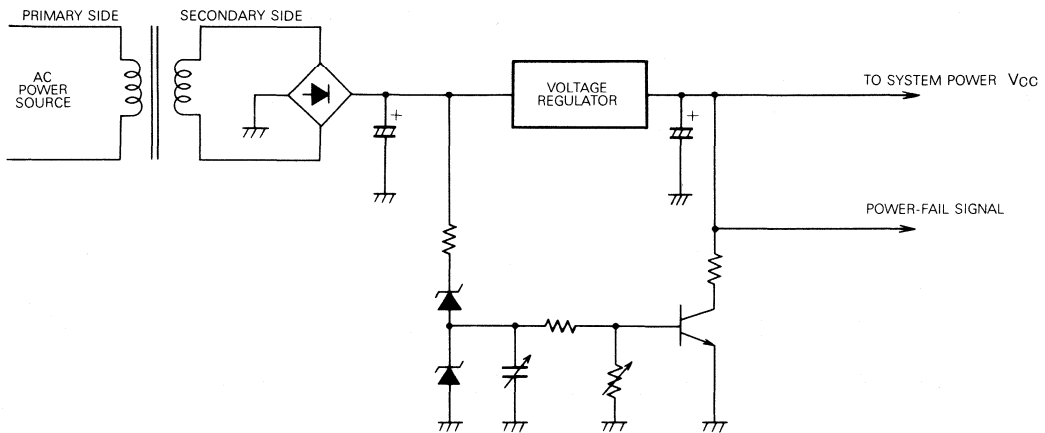 PRIMARY SIDE
SECONDARY SIDE
AC
POWER
SOURCE
VOLTAGE
REGULATOR
+
+
TO SYSTEM POWER VCC
POWER-FAIL SIGNAL